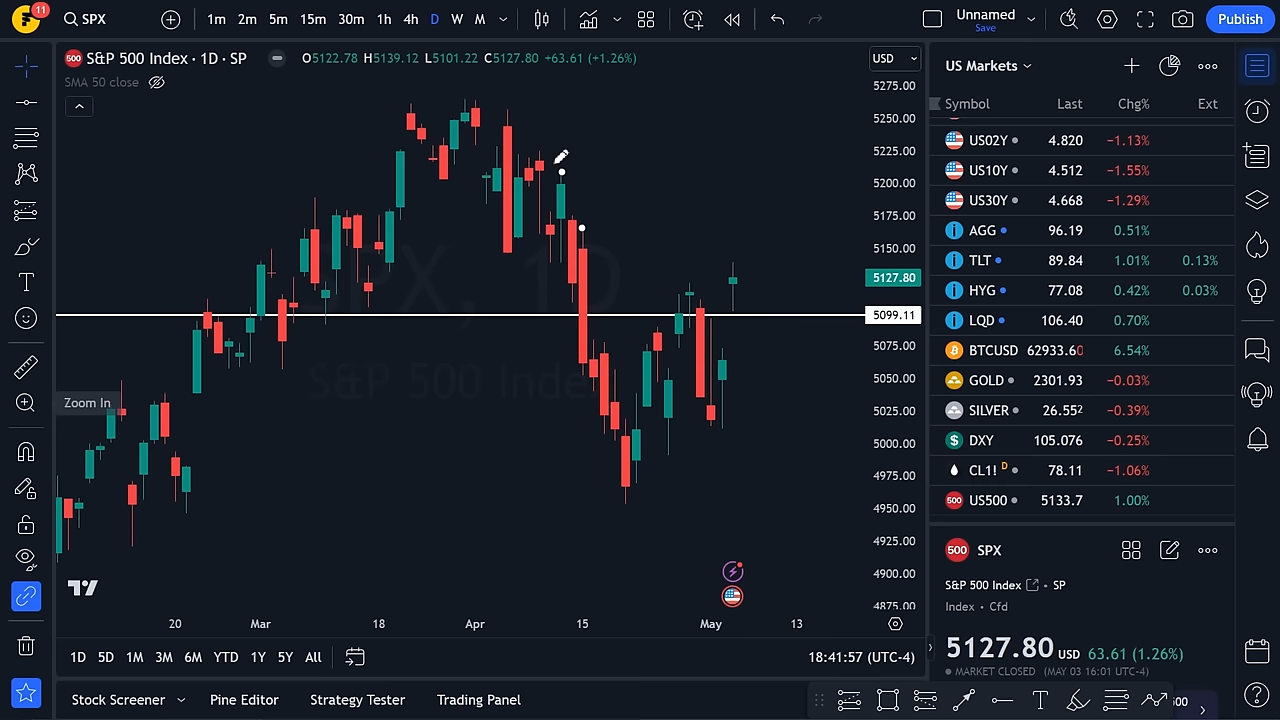 11
SPX
1m 2m 5m 15m 30m 1h 4h D W M
Unnamed
Save
Publish
500 S&P 500 Index · 1D · SP
O5122.78 H5139.12 L5101.22 C5127.80 +63.61 (+1.26%)
SMA 50 close
USD
5275.00
5250.00
5225.00
5200.00
5175.00
5150.00
5127.80
5099.11
5075.00
5050.00
5025.00
5000.00
4975.00
4950.00
4925.00
4900.00
4875.00
SPX, 1D
S&P 500 Index
Zoom In
20 Mar 18 Apr 15 May 13
1D 5D 1M 3M 6M YTD 1Y 5Y All
18:41:57 (UTC-4)
Stock Screener Pine Editor Strategy Tester Trading Panel
US Markets
Symbol Last Chg% Ext
US02Y 4.820 −1.13%
US10Y 4.512 −1.55%
US30Y 4.668 −1.29%
AGG 96.19 0.51%
TLT 89.84 1.01% 0.13%
HYG 77.08 0.42% 0.03%
LQD 106.40 0.70%
BTCUSD 62933.60 6.54%
GOLD 2301.93 −0.03%
SILVER 26.55² −0.39%
$ DXY 105.076 −0.25%
CL1! D 78.11 −1.06%
500 US500 5133.7 1.00%
500 SPX
S&P 500 Index · SP
Index · Cfd
5127.80 USD 63.61 (1.26%)
MARKET CLOSED (MAY 03 16:01 UTC-4)
T